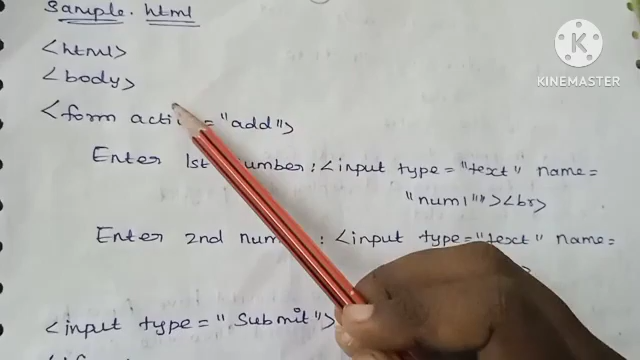 Sample.html
<html>
<body>
KINEMASTER
<form acti = "add">
Enter 1st number:<input type="text" name=
"num1""><br>
Enter 2nd num : <input type="text" name=
<input type="Submit">